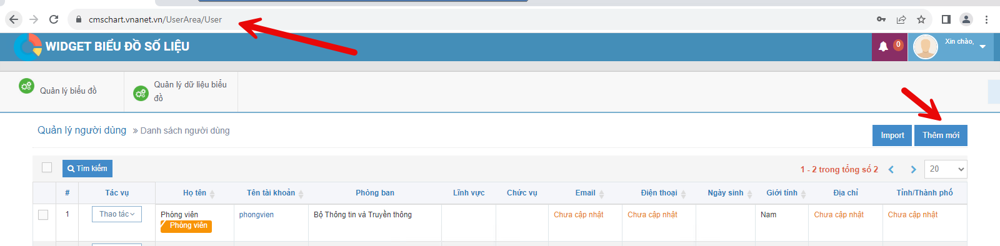 cmschart.vnanet.vn/UserArea/User
WIDGET BIỂU ĐỒ SỐ LIỆU
0
Xin chào,
Quản lý biểu đồ
Quản lý dữ liệu biểu
đồ
Quản lý người dùng » Danh sách người dùng
Import
Thêm mới
Tìm kiếm
1 - 2 trong tổng số 2
20
# Tác vụ Họ tên Tên tài khoản Phòng ban Lĩnh vực Chức vụ Email Điện thoại Ngày sinh Giới tính Địa chỉ Tỉnh/Thành phố
1 Thao tác Phóng viên phongvien Bộ Thông tin và Truyền thông Chưa cập nhật Chưa cập nhật Nam Chưa cập nhật Chưa cập nhật
Phóng viên